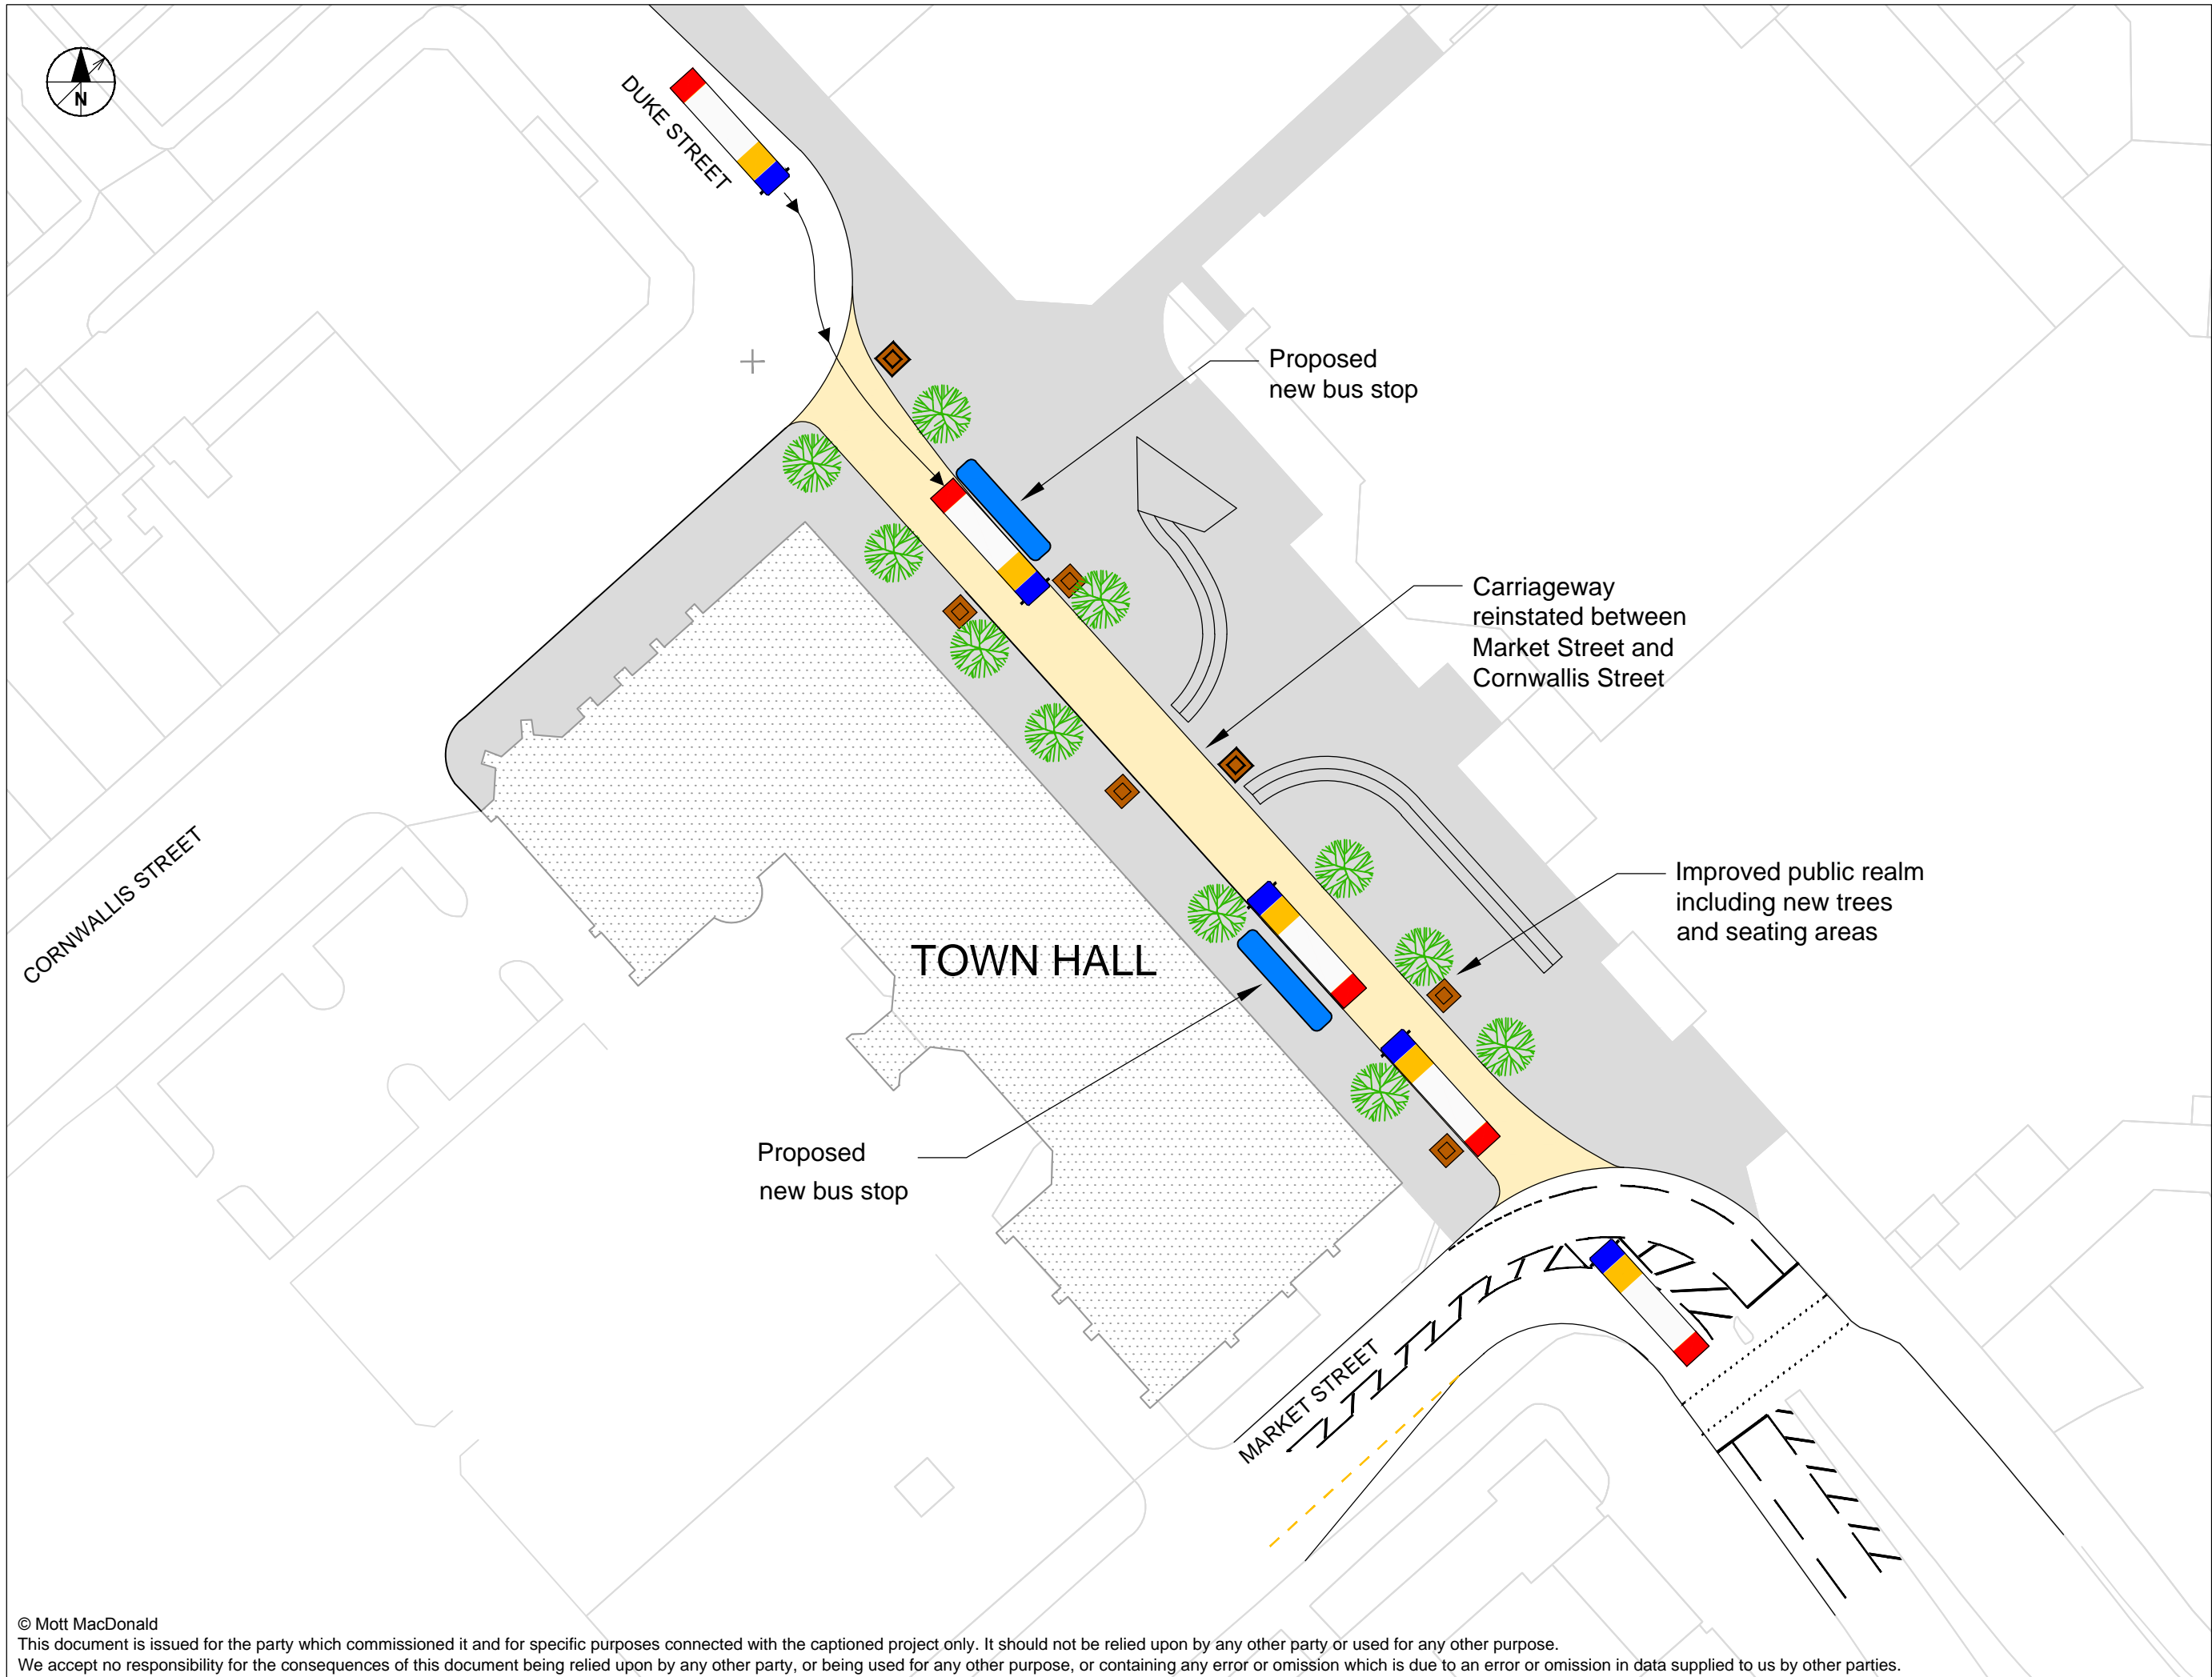 N
DUKE STREET
Proposed
new bus stop
Carriageway
reinstated between
Market Street and
Cornwallis Street
Improved public realm
including new trees
and seating areas
CORNWALLIS STREET
TOWN HALL
Proposed
new bus stop
MARKET STREET
© Mott MacDonald
This document is issued for the party which commissioned it and for specific purposes connected with the captioned project only. It should not be relied upon by any other party or used for any other purpose.
We accept no responsibility for the consequences of this document being relied upon by any other party, or being used for any other purpose, or containing any error or omission which is due to an error or omission in data supplied to us by other parties.